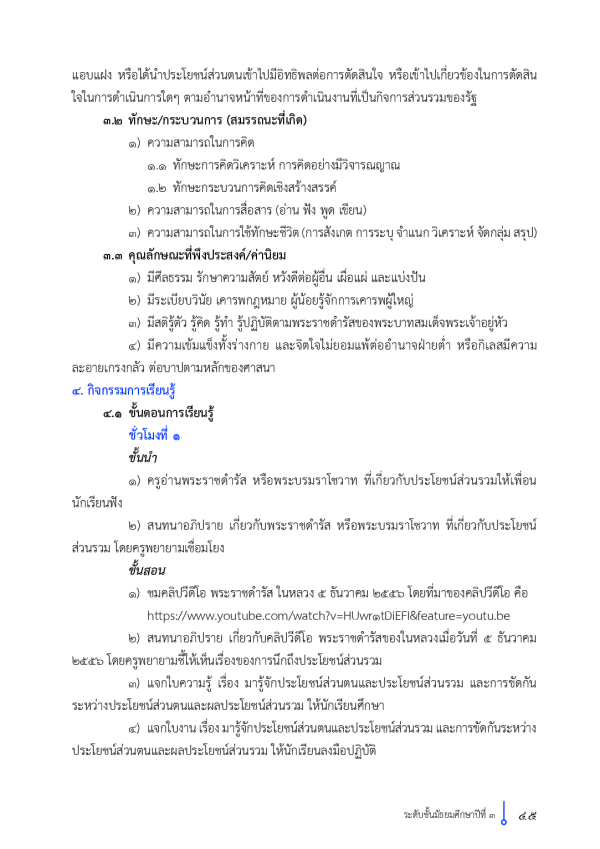 แอบแฝง หรือได้นำประโยชน์ส่วนตนเข้าไปมีอิทธิพลต่อการตัดสินใจ หรือเข้าไปเกี่ยวข้องในการตัดสิน
ใจในการดำเนินการใดๆ ตามอำนาจหน้าที่ของการดำเนินงานที่เป็นกิจการส่วนรวมของรัฐ
๓.๒ ทักษะ/กระบวนการ (สมรรถนะที่เกิด)
๑) ความสามารถในการคิด
๑.๑ ทักษะการคิดวิเคราะห์ การคิดอย่างมีวิจารณญาณ
๑.๒ ทักษะกระบวนการคิดเชิงสร้างสรรค์
๒) ความสามารถในการสื่อสาร (อ่าน ฟัง พูด เขียน)
๓) ความสามารถในการใช้ทักษะชีวิต (การสังเกต การระบุ จำแนก วิเคราะห์ จัดกลุ่ม สรุป)
๓.๓ คุณลักษณะที่พึงประสงค์/ค่านิยม
๑) มีศีลธรรม รักษาความสัตย์ หวังดีต่อผู้อื่น เผื่อแผ่ และแบ่งปัน
๒) มีระเบียบวินัย เคารพกฎหมาย ผู้น้อยรู้จักการเคารพผู้ใหญ่
๓) มีสติรู้ตัว รู้คิด รู้ทำ รู้ปฏิบัติตามพระราชดำรัสของพระบาทสมเด็จพระเจ้าอยู่หัว
๔) มีความเข้มแข็งทั้งร่างกาย และจิตใจไม่ยอมแพ้ต่ออำนาจฝ่ายต่ำ หรือกิเลสมีความ
ละอายเกรงกลัว ต่อบาปตามหลักของศาสนา
๔. กิจกรรมการเรียนรู้
๔.๑ ขั้นตอนการเรียนรู้
ชั่วโมงที่ ๑
ขั้นนำ
๑) ครูอ่านพระราชดำรัส หรือพระบรมราโชวาท ที่เกี่ยวกับประโยชน์ส่วนรวมให้เพื่อน
นักเรียนฟัง
๒) สนทนาอภิปราย เกี่ยวกับพระราชดำรัส หรือพระบรมราโชวาท ที่เกี่ยวกับประโยชน์
ส่วนรวม โดยครูพยายามเชื่อมโยง
ขั้นสอน
๑) ชมคลิปวีดีโอ พระราชดำรัส ในหลวง ๕ ธันวาคม ๒๕๕๖ โดยที่มาของคลิปวีดีโอ คือ
https://www.youtube.com/watch?v=HUwr๑tDiEFI&feature=youtu.be
๒) สนทนาอภิปราย เกี่ยวกับคลิปวีดีโอ พระราชดำรัสของในหลวงเมื่อวันที่ ๕ ธันวาคม
๒๕๕๖ โดยครูพยายามชี้ให้เห็นเรื่องของการนึกถึงประโยชน์ส่วนรวม
๓) แจกใบความรู้ เรื่อง มารู้จักประโยชน์ส่วนตนและประโยชน์ส่วนรวม และการขัดกัน
ระหว่างประโยชน์ส่วนตนและผลประโยชน์ส่วนรวม ให้นักเรียนศึกษา
๔) แจกใบงาน เรื่อง มารู้จักประโยชน์ส่วนตนและประโยชน์ส่วนรวม และการขัดกันระหว่าง
ประโยชน์ส่วนตนและผลประโยชน์ส่วนรวม ให้นักเรียนลงมือปฏิบัติ
ระดับชั้นมัธยมศึกษาปีที่ ๓ ๔๕